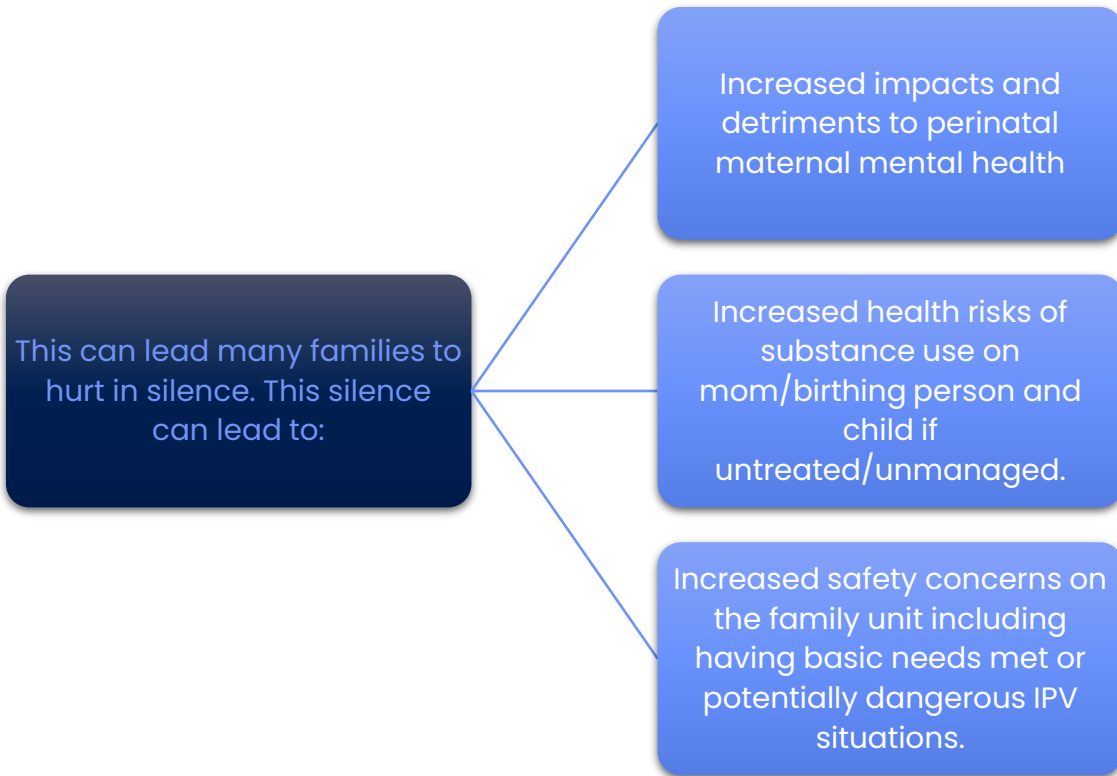 This can lead many families to
hurt in silence. This silence
can lead to:
Increased impacts and
detriments to perinatal
maternal mental health
Increased health risks of
substance use on
mom/birthing person and
child if
untreated/unmanaged.
Increased safety concerns on
the family unit including
having basic needs met or
potentially dangerous IPV
situations.